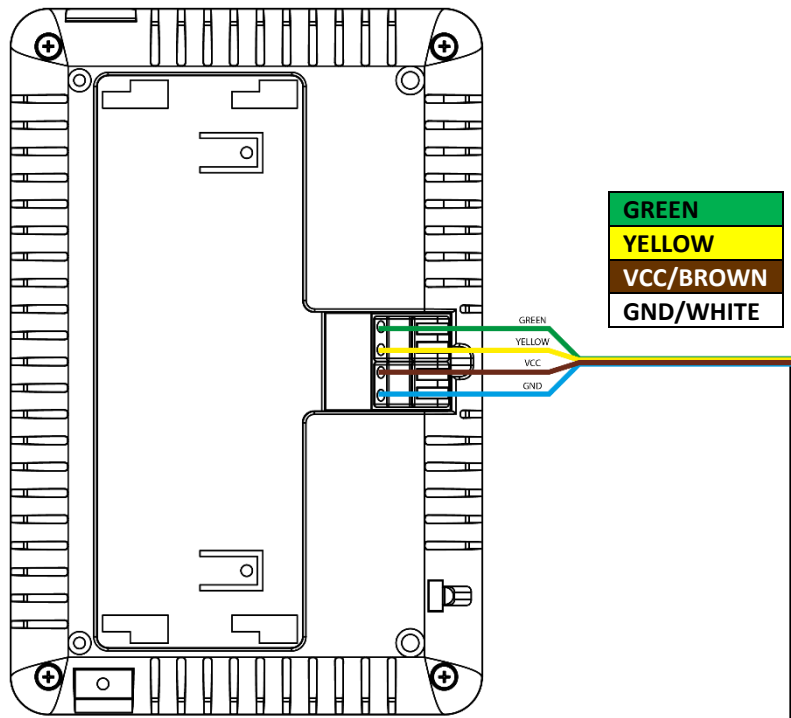 GREEN
YELLOW
VCC/BROWN
GND/WHITE
GREEN
YELLOW
VCC
GND